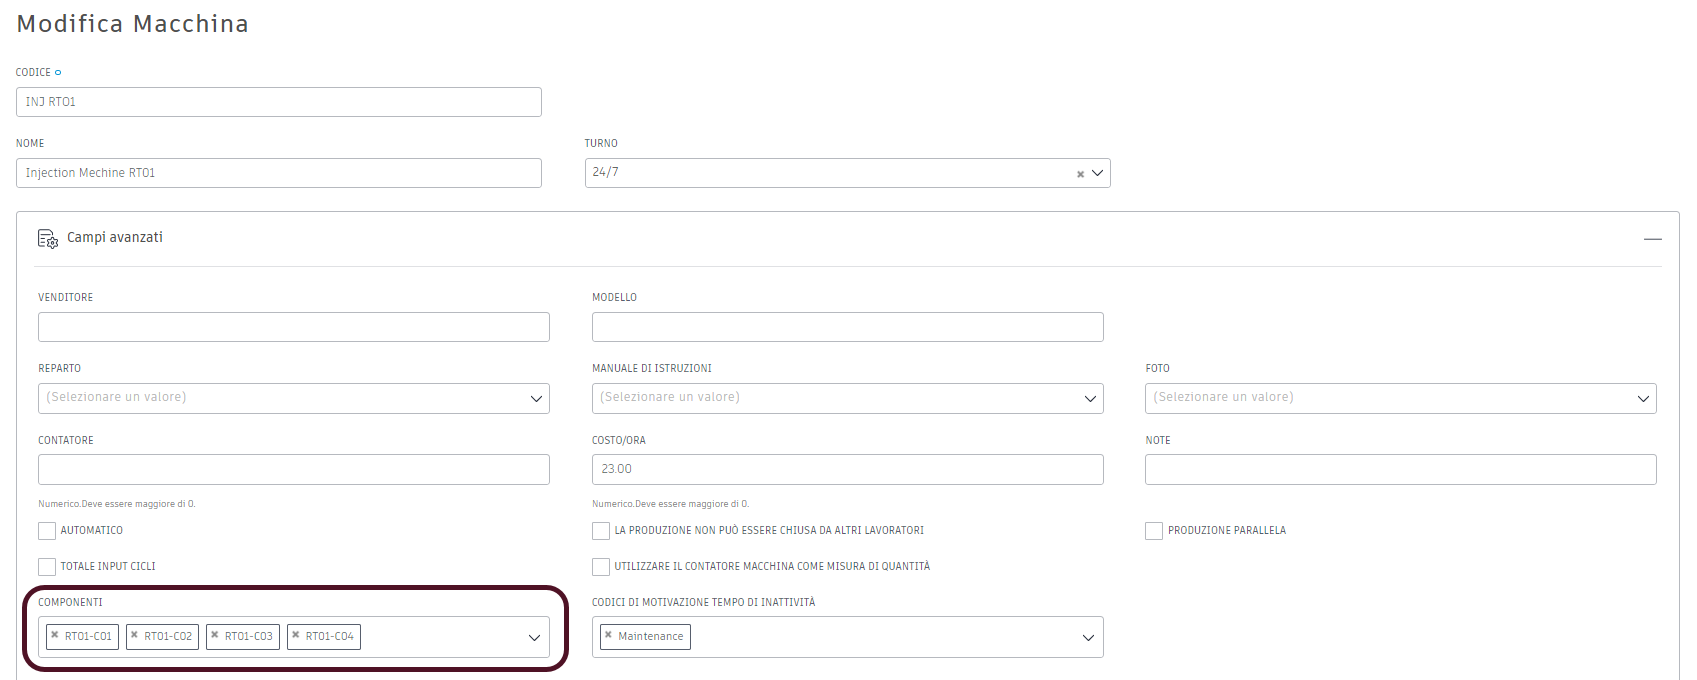 Modifica Macchina
CODICE
INJ RT01
NOME TURNO
Injection Mechine RT01 24/7
Campi avanzati
VENDITORE MODELLO
REPARTO MANUALE DI ISTRUZIONI FOTO
(Selezionare un valore) (Selezionare un valore) (Selezionare un valore)
CONTATORE COSTO/ORA NOTE
23.00
Numerico.Deve essere maggiore di 0. Numerico.Deve essere maggiore di 0.
AUTOMATICO LA PRODUZIONE NON PUÒ ESSERE CHIUSA DA ALTRI LAVORATORI PRODUZIONE PARALLELA
TOTALE INPUT CICLI UTILIZZARE IL CONTATORE MACCHINA COME MISURA DI QUANTITÀ
COMPONENTI CODICI DI MOTIVAZIONE TEMPO DI INATTIVITÀ
RT01-C01 RT01-C02 RT01-C03 RT01-C04 Maintenance